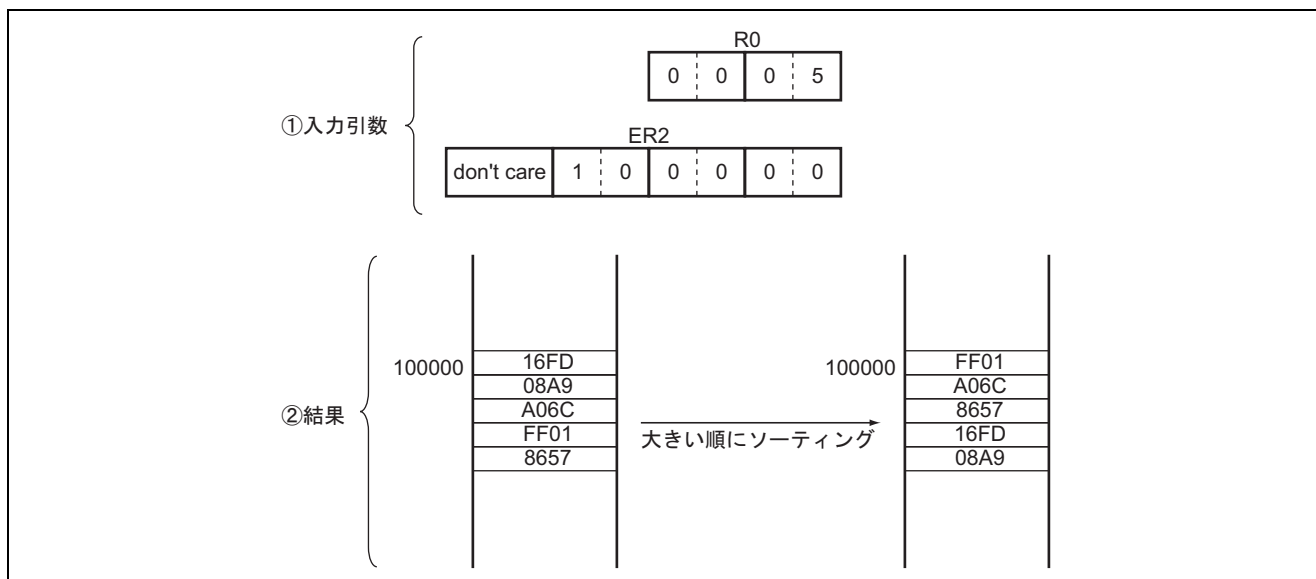 R0
0 0 0 5
①入力引数
ER2
don't care 1 0 0 0 0 0
②結果
100000 16FD
08A9
A06C
FF01
8657
大きい順にソーティング
100000 FF01
A06C
8657
16FD
08A9